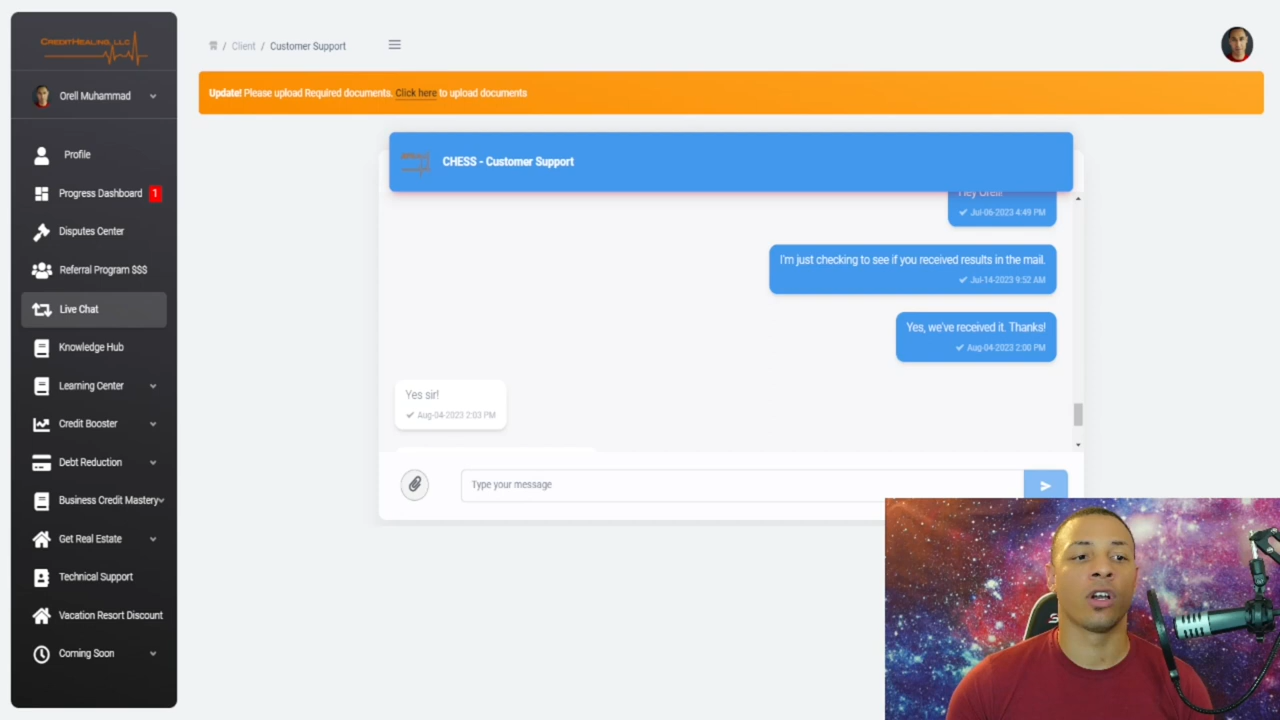 CREDITHEALING, LLC
Orell Muhammad
Profile
Progress Dashboard 1
Disputes Center
Referral Program $$$
Live Chat
Knowledge Hub
Learning Center
Credit Booster
Debt Reduction
Business Credit Mastery
Get Real Estate
Technical Support
Vacation Resort Discount
Coming Soon
/ Client / Customer Support
Update! Please upload Required documents. Click here to upload documents
CHESS - Customer Support
Hey Orell!
Jul-06-2023 4:49 PM
I'm just checking to see if you received results in the mail.
Jul-14-2023 9:52 AM
Yes, we've received it. Thanks!
Aug-04-2023 2:00 PM
Yes sir!
Aug-04-2023 2:03 PM
Type your message